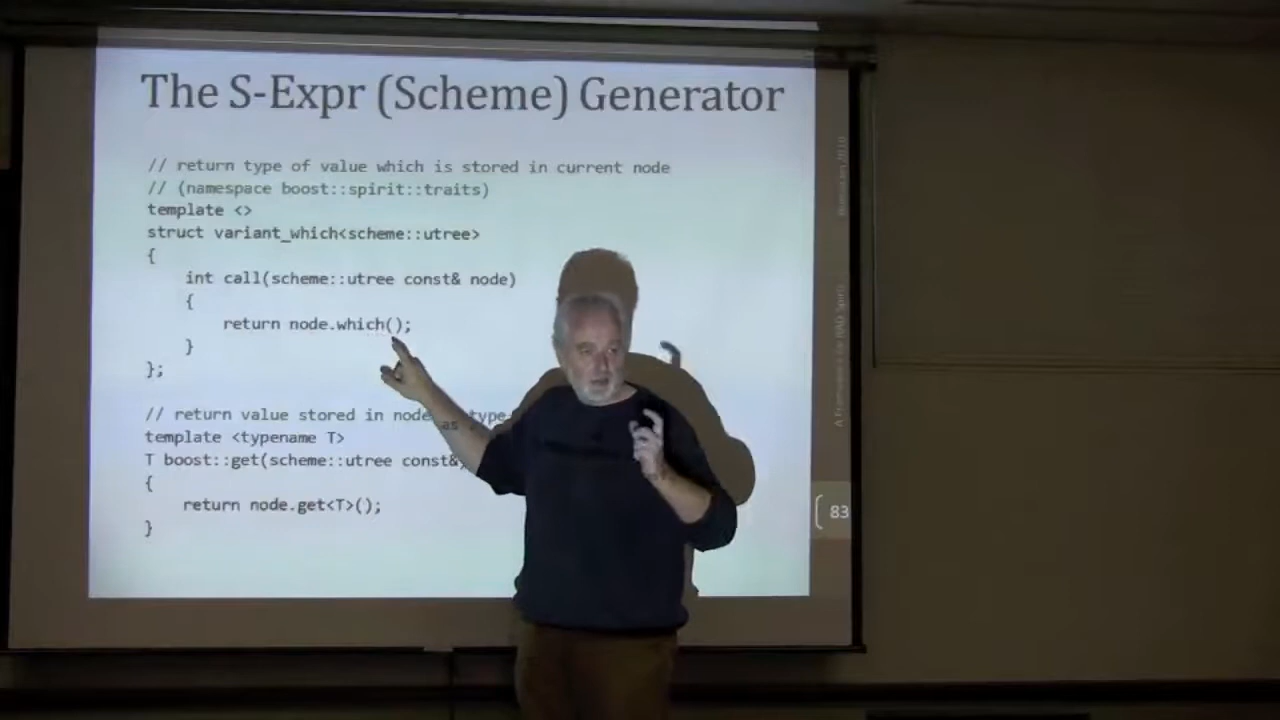 The S-Expr (Scheme) Generator
// return type of value which is stored in current node
// (namespace boost::spirit::traits)
template <>
struct variant_which<scheme::utree>
{
int call(scheme::utree const& node)
{
return node.which();
}
};
// return value stored in node as type
template <typename T>
T boost::get(scheme::utree const&
{
return node.get<T>();
}
83